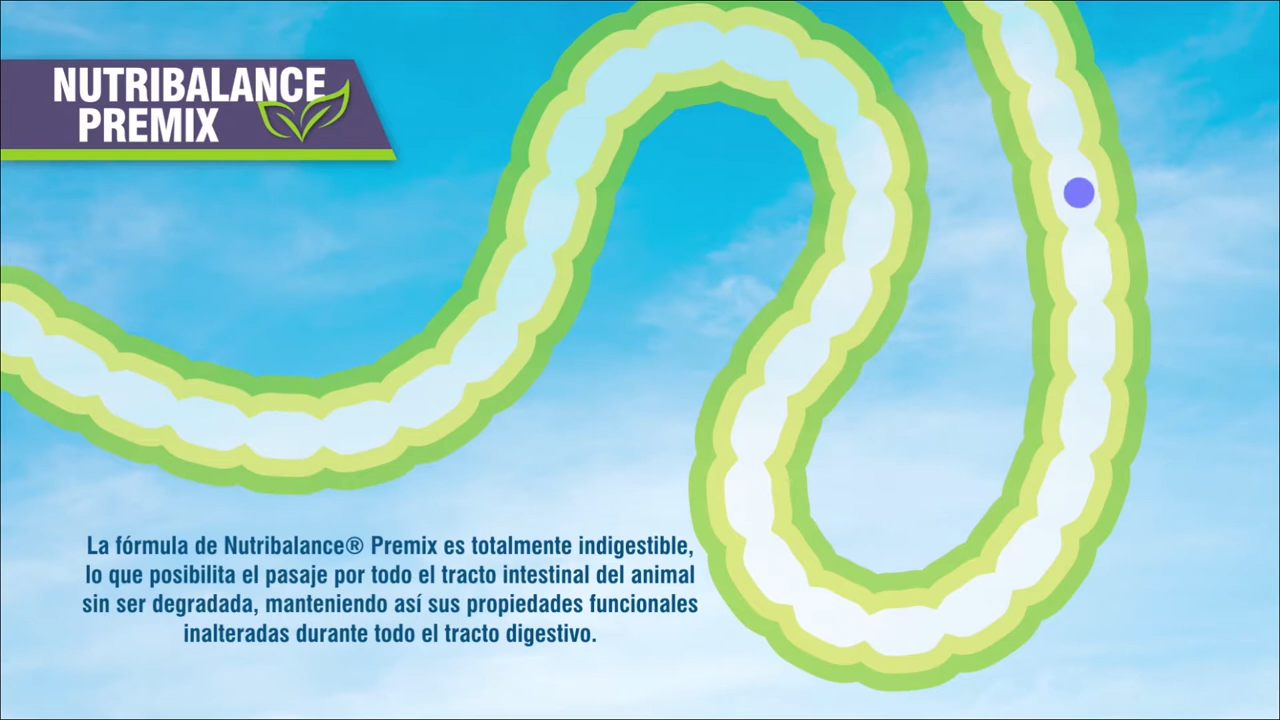 NUTRIBALANCE
PREMIX
La fórmula de Nutribalance® Premix es totalmente indigestible,
lo que posibilita el pasaje por todo el tracto intestinal del animal
sin ser degradada, manteniendo así sus propiedades funcionales
inalteradas durante todo el tracto digestivo.